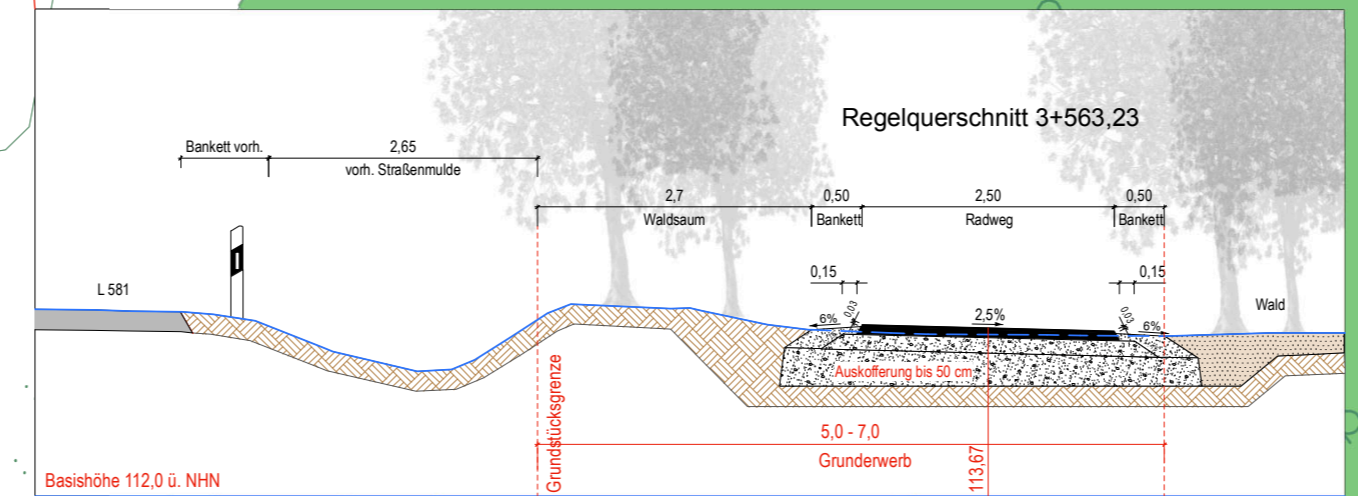 Regelquerschnitt 3+563,23
Bankett vorh.
2,65
vorh. Straßenmulde
2,7
0,50
2,50
0,50
Waldsaum
Bankett
Radweg
Bankett
0,15
0,15
L 581
Wald
6%
0,03
2,5%
0,03
6%
Auskofferung bis 50 cm
Grundstücksgrenze
5,0 - 7,0
Grunderwerb
113,67
Basishöhe 112,0 ü. NHN